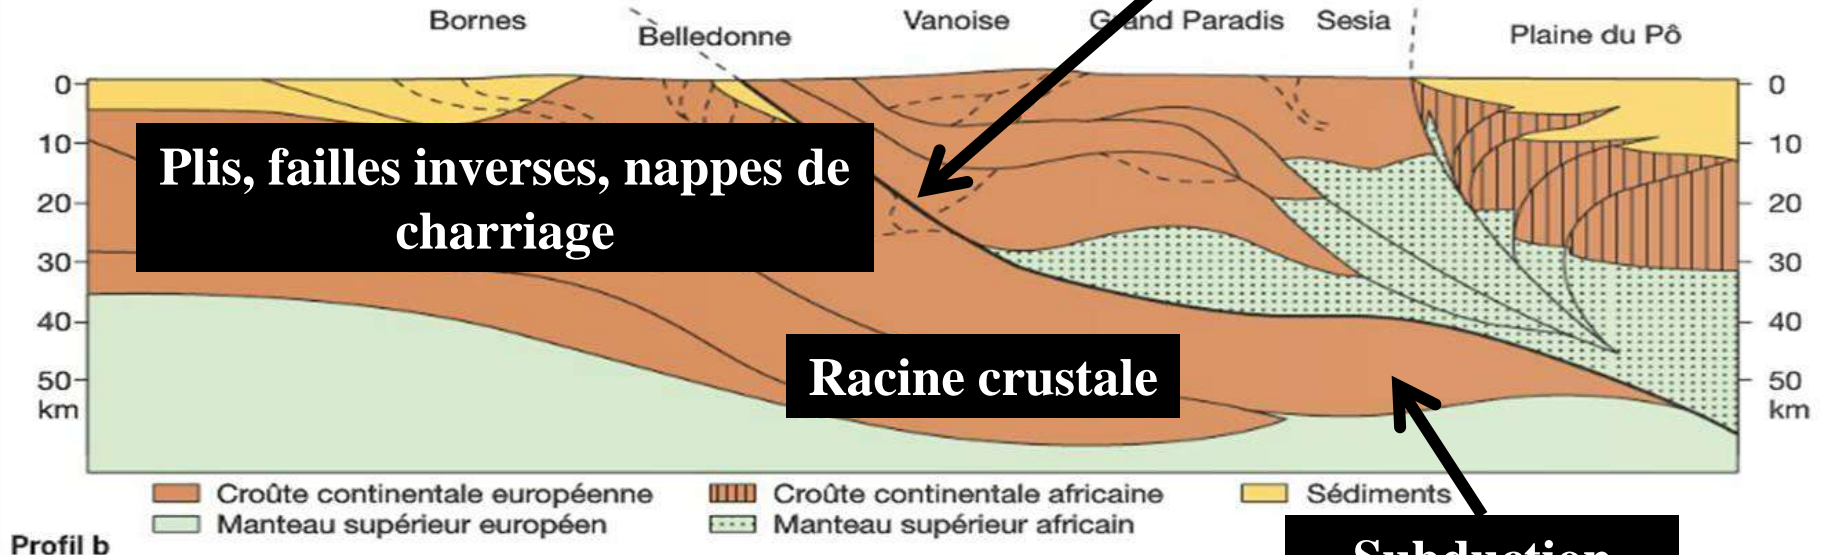 Bornes
Belledonne
Vanoise
Grand Paradis
Sesia
Plaine du Pô
0
10
20
30
40
50
km
0
10
20
30
40
50
km
Plis, failles inverses, nappes de
charriage
Racine crustale
Croûte continentale européenne
Croûte continentale africaine
Sédiments
Manteau supérieur européen
Manteau supérieur africain
Profil b
Subduction